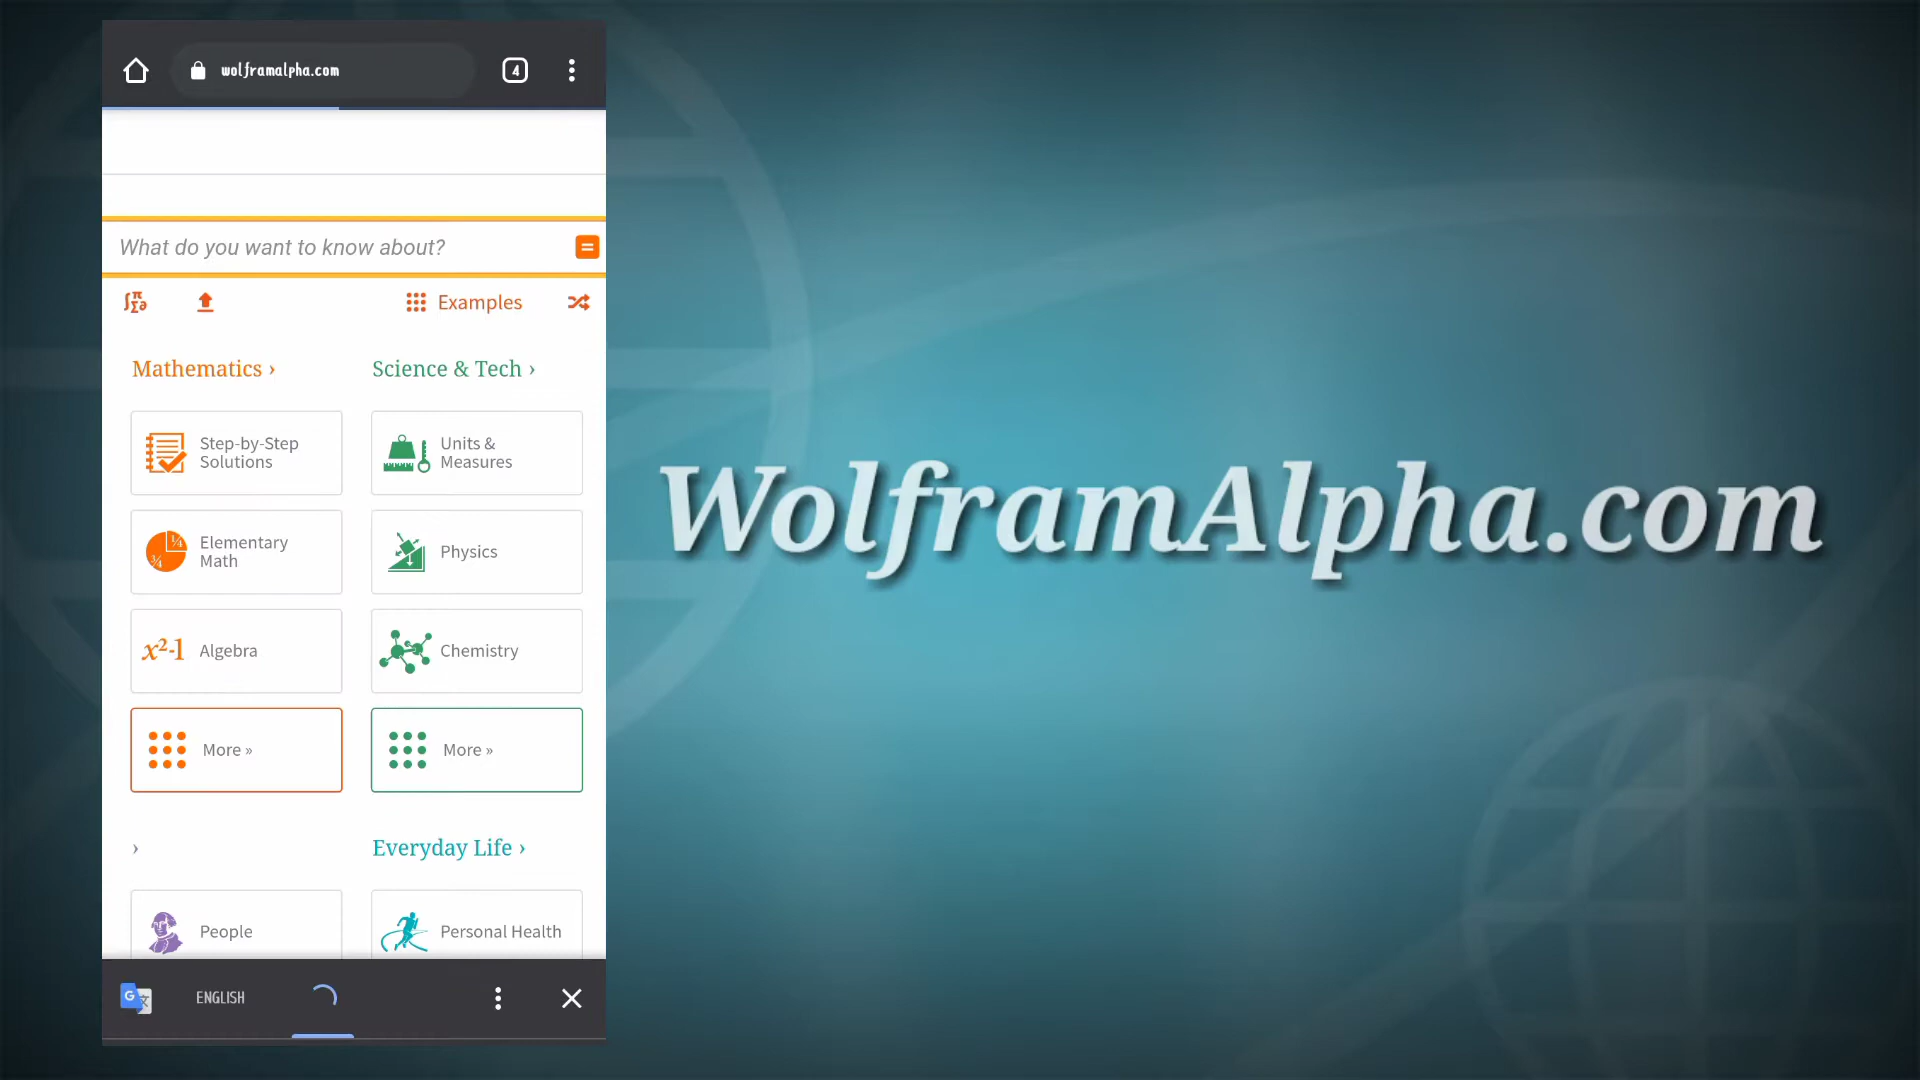 wolframalpha.com
4
What do you want to know about?
=
Examples
Mathematics ›
Science & Tech ›
Step-by-Step
Solutions
Units &
Measures
Elementary
Math
Physics
x²-1 Algebra
Chemistry
More »
More »
›
Everyday Life ›
People
Personal Health
ENGLISH
WolframAlpha.com